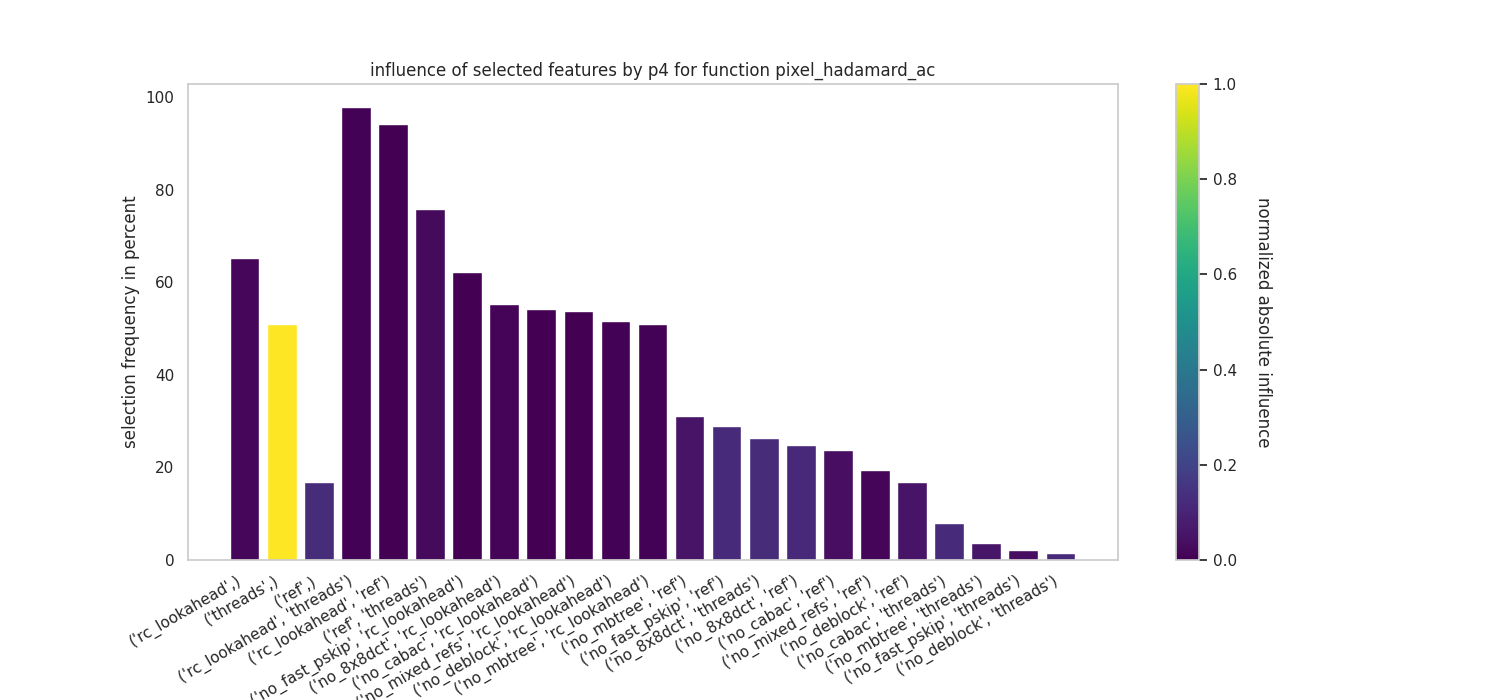 influence of selected features by p4 for function pixel_hadamard_ac
selection frequency in percent
100
80
60
40
20
0
('rc_lookahead',)
('threads',)
('ref',)
('rc_lookahead', 'threads')
('rc_lookahead', 'ref')
('ref', 'threads')
('no_fast_pskip', 'rc_lookahead')
('no_8x8dct', 'rc_lookahead')
('no_cabac', 'rc_lookahead')
('no_mixed_refs', 'rc_lookahead')
('no_deblock', 'rc_lookahead')
('no_mbtree', 'rc_lookahead')
('no_mbtree', 'ref')
('no_fast_pskip', 'ref')
('no_8x8dct', 'threads')
('no_8x8dct', 'ref')
('no_cabac', 'ref')
('no_mixed_refs', 'ref')
('no_deblock', 'ref')
('no_cabac', 'threads')
('no_mbtree', 'threads')
('no_fast_pskip', 'threads')
('no_deblock', 'threads')
1.0
0.8
0.6
0.4
0.2
0.0
normalized absolute influence